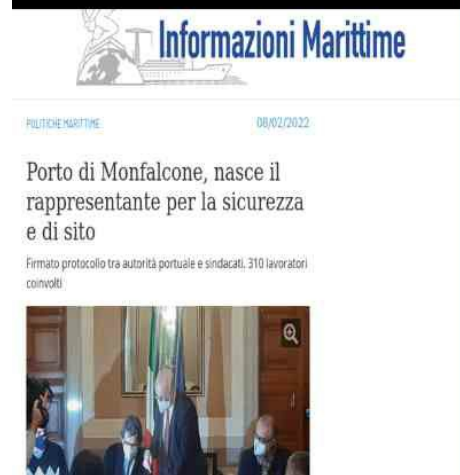 Informazioni Marittime
POLITICHE MARITTIME
08/02/2022
Porto di Monfalcone, nasce il
rappresentante per la sicurezza
e di sito
Firmato protocollo tra autorità portuale e sindacati. 310 lavoratori
coinvolti